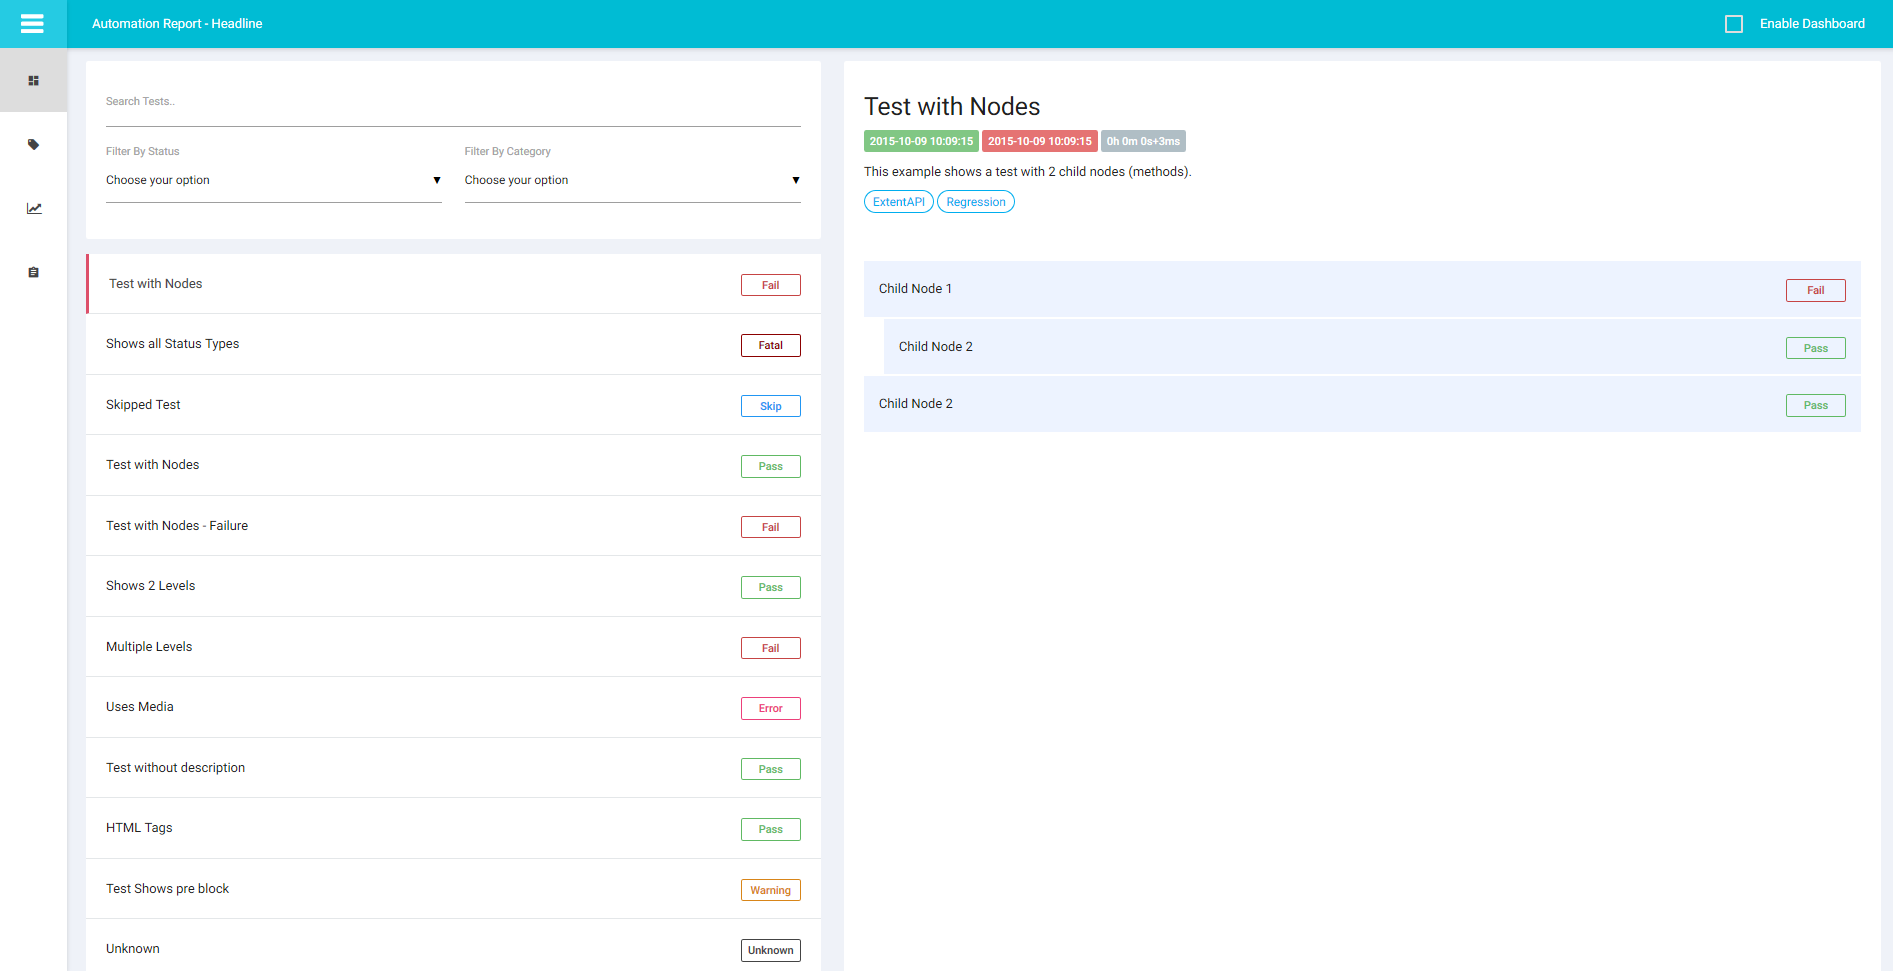 Automation Report - Headline
Enable Dashboard
Search Tests..
Filter By Status
Filter By Category
Choose your option
Choose your option
Test with Nodes
Fail
Shows all Status Types
Fatal
Skipped Test
Skip
Test with Nodes
Pass
Test with Nodes - Failure
Fail
Shows 2 Levels
Pass
Multiple Levels
Fail
Uses Media
Error
Test without description
Pass
HTML Tags
Pass
Test Shows pre block
Warning
Unknown
Unknown
Test with Nodes
2015-10-09 10:09:15 2015-10-09 10:09:15 0h 0m 0s+3ms
This example shows a test with 2 child nodes (methods).
ExtentAPI Regression
Child Node 1
Fail
Child Node 2
Pass
Child Node 2
Pass